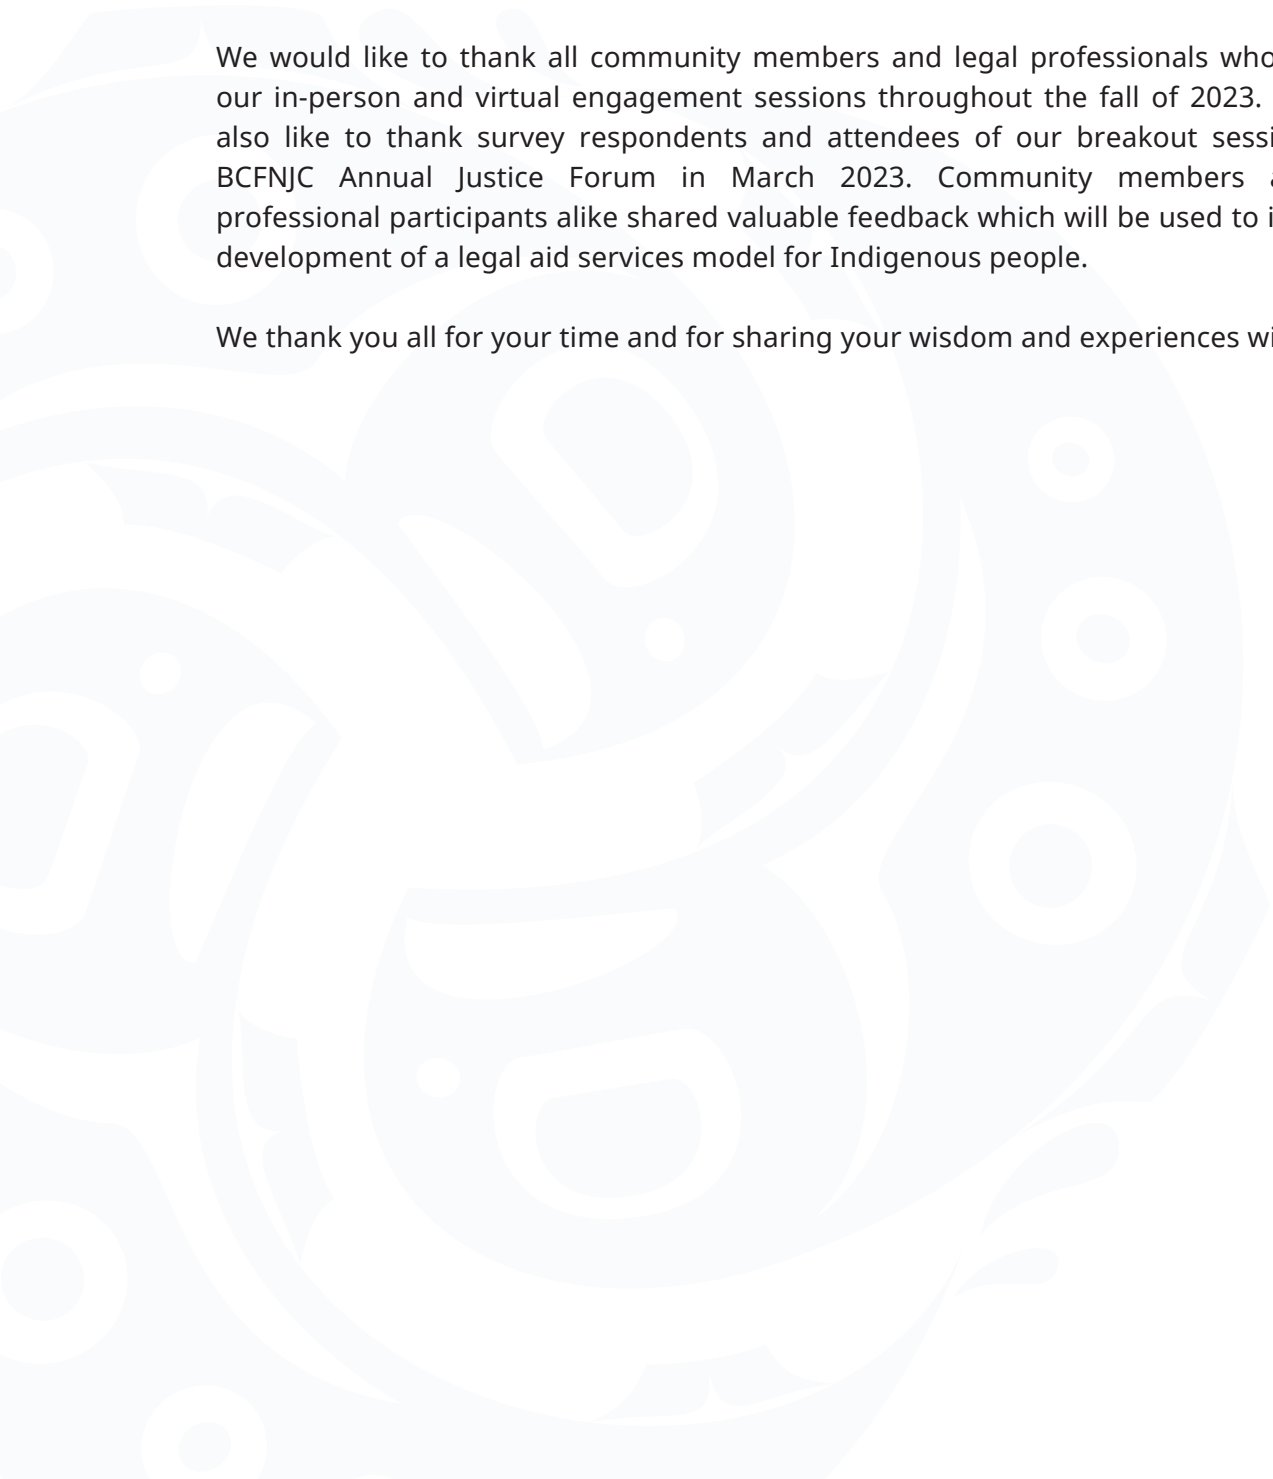 We would like to thank all community members and legal professionals who
our in-person and virtual engagement sessions throughout the fall of 2023.
also like to thank survey respondents and attendees of our breakout
BCFNJC Annual Justice Forum in March 2023. Community members
professional participants alike shared valuable feedback which will be used to
development of a legal aid services model for Indigenous people.
We thank you all for your time and for sharing your wisdom and experiences